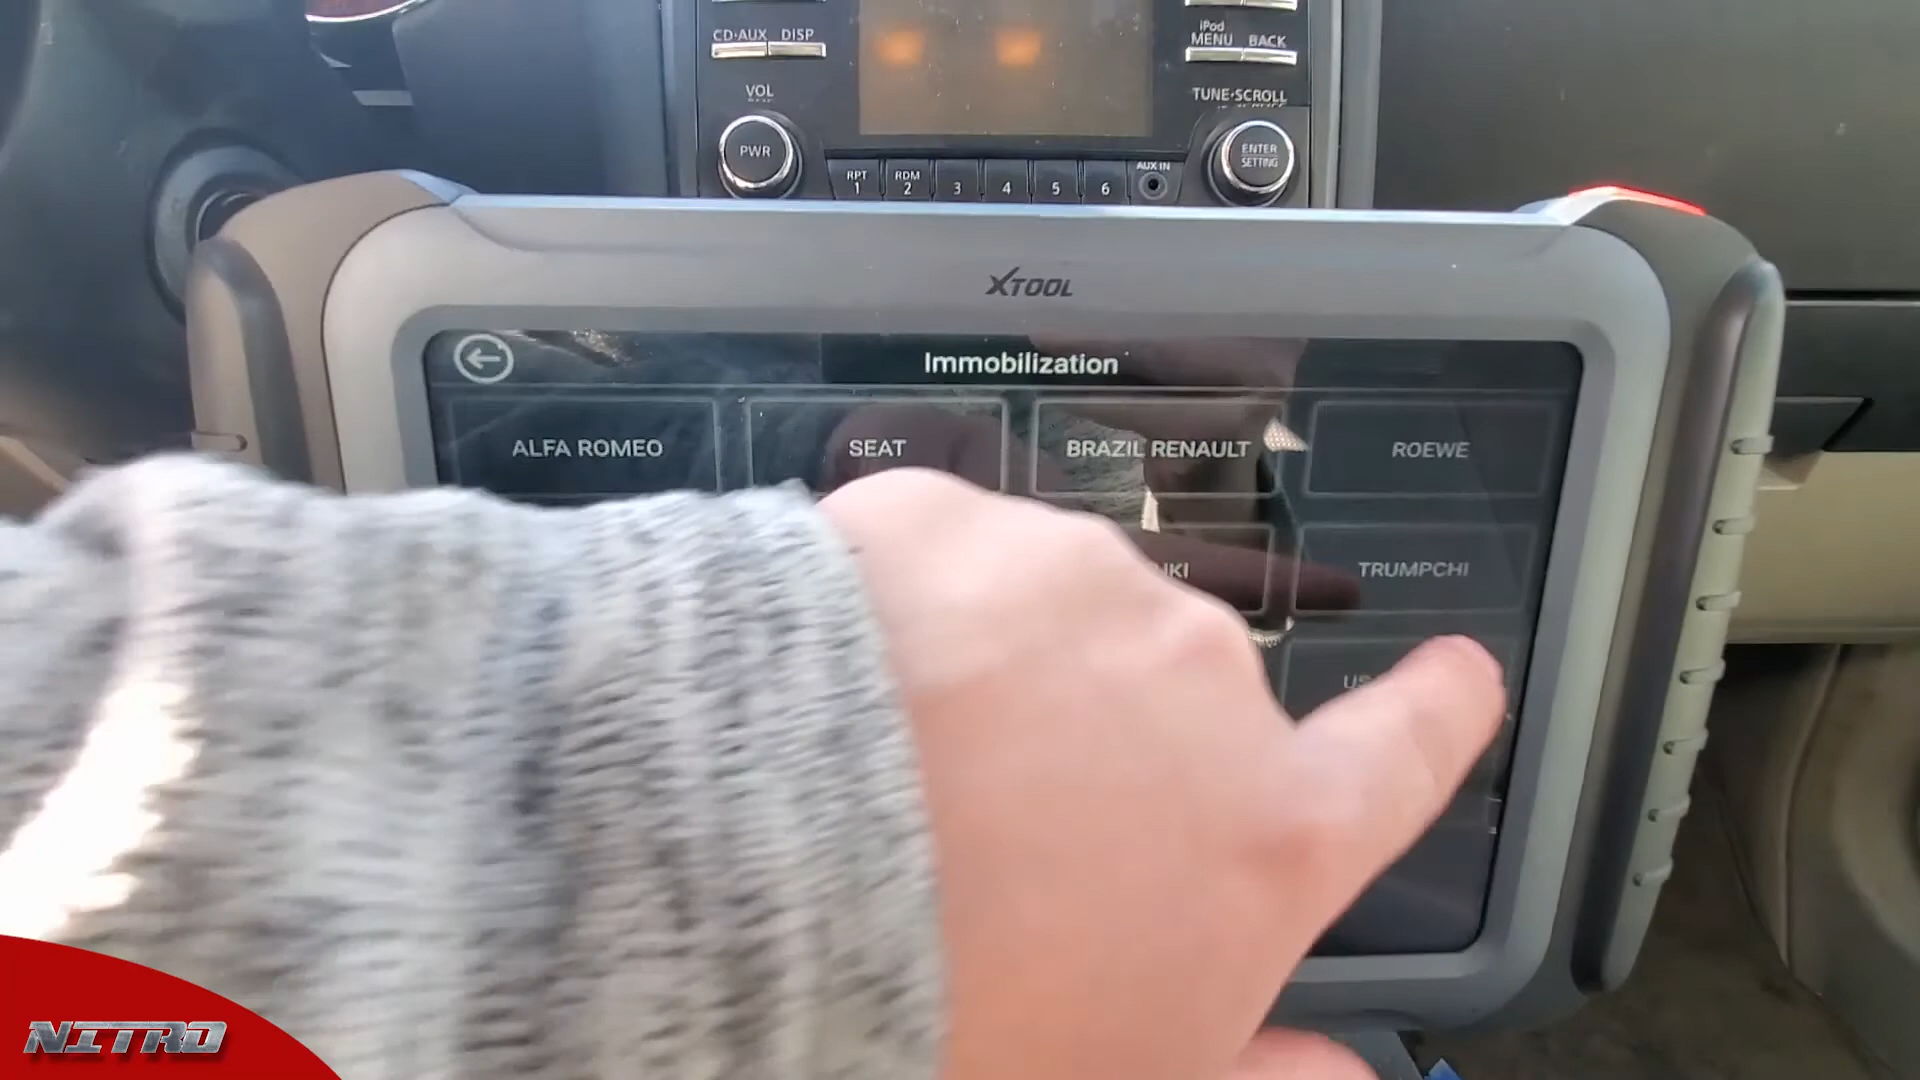 CD·AUX DISP
iPod
MENU BACK
VOL
TUNE·SCROLL
PWR
ENTER
SETTING
RPT
1
RDM
2
3
4
5
6
AUX IN
XTOOL
Immobilization
ALFA ROMEO
SEAT
BRAZIL RENAULT
ROEWE
TRUMPCHI
NITRO